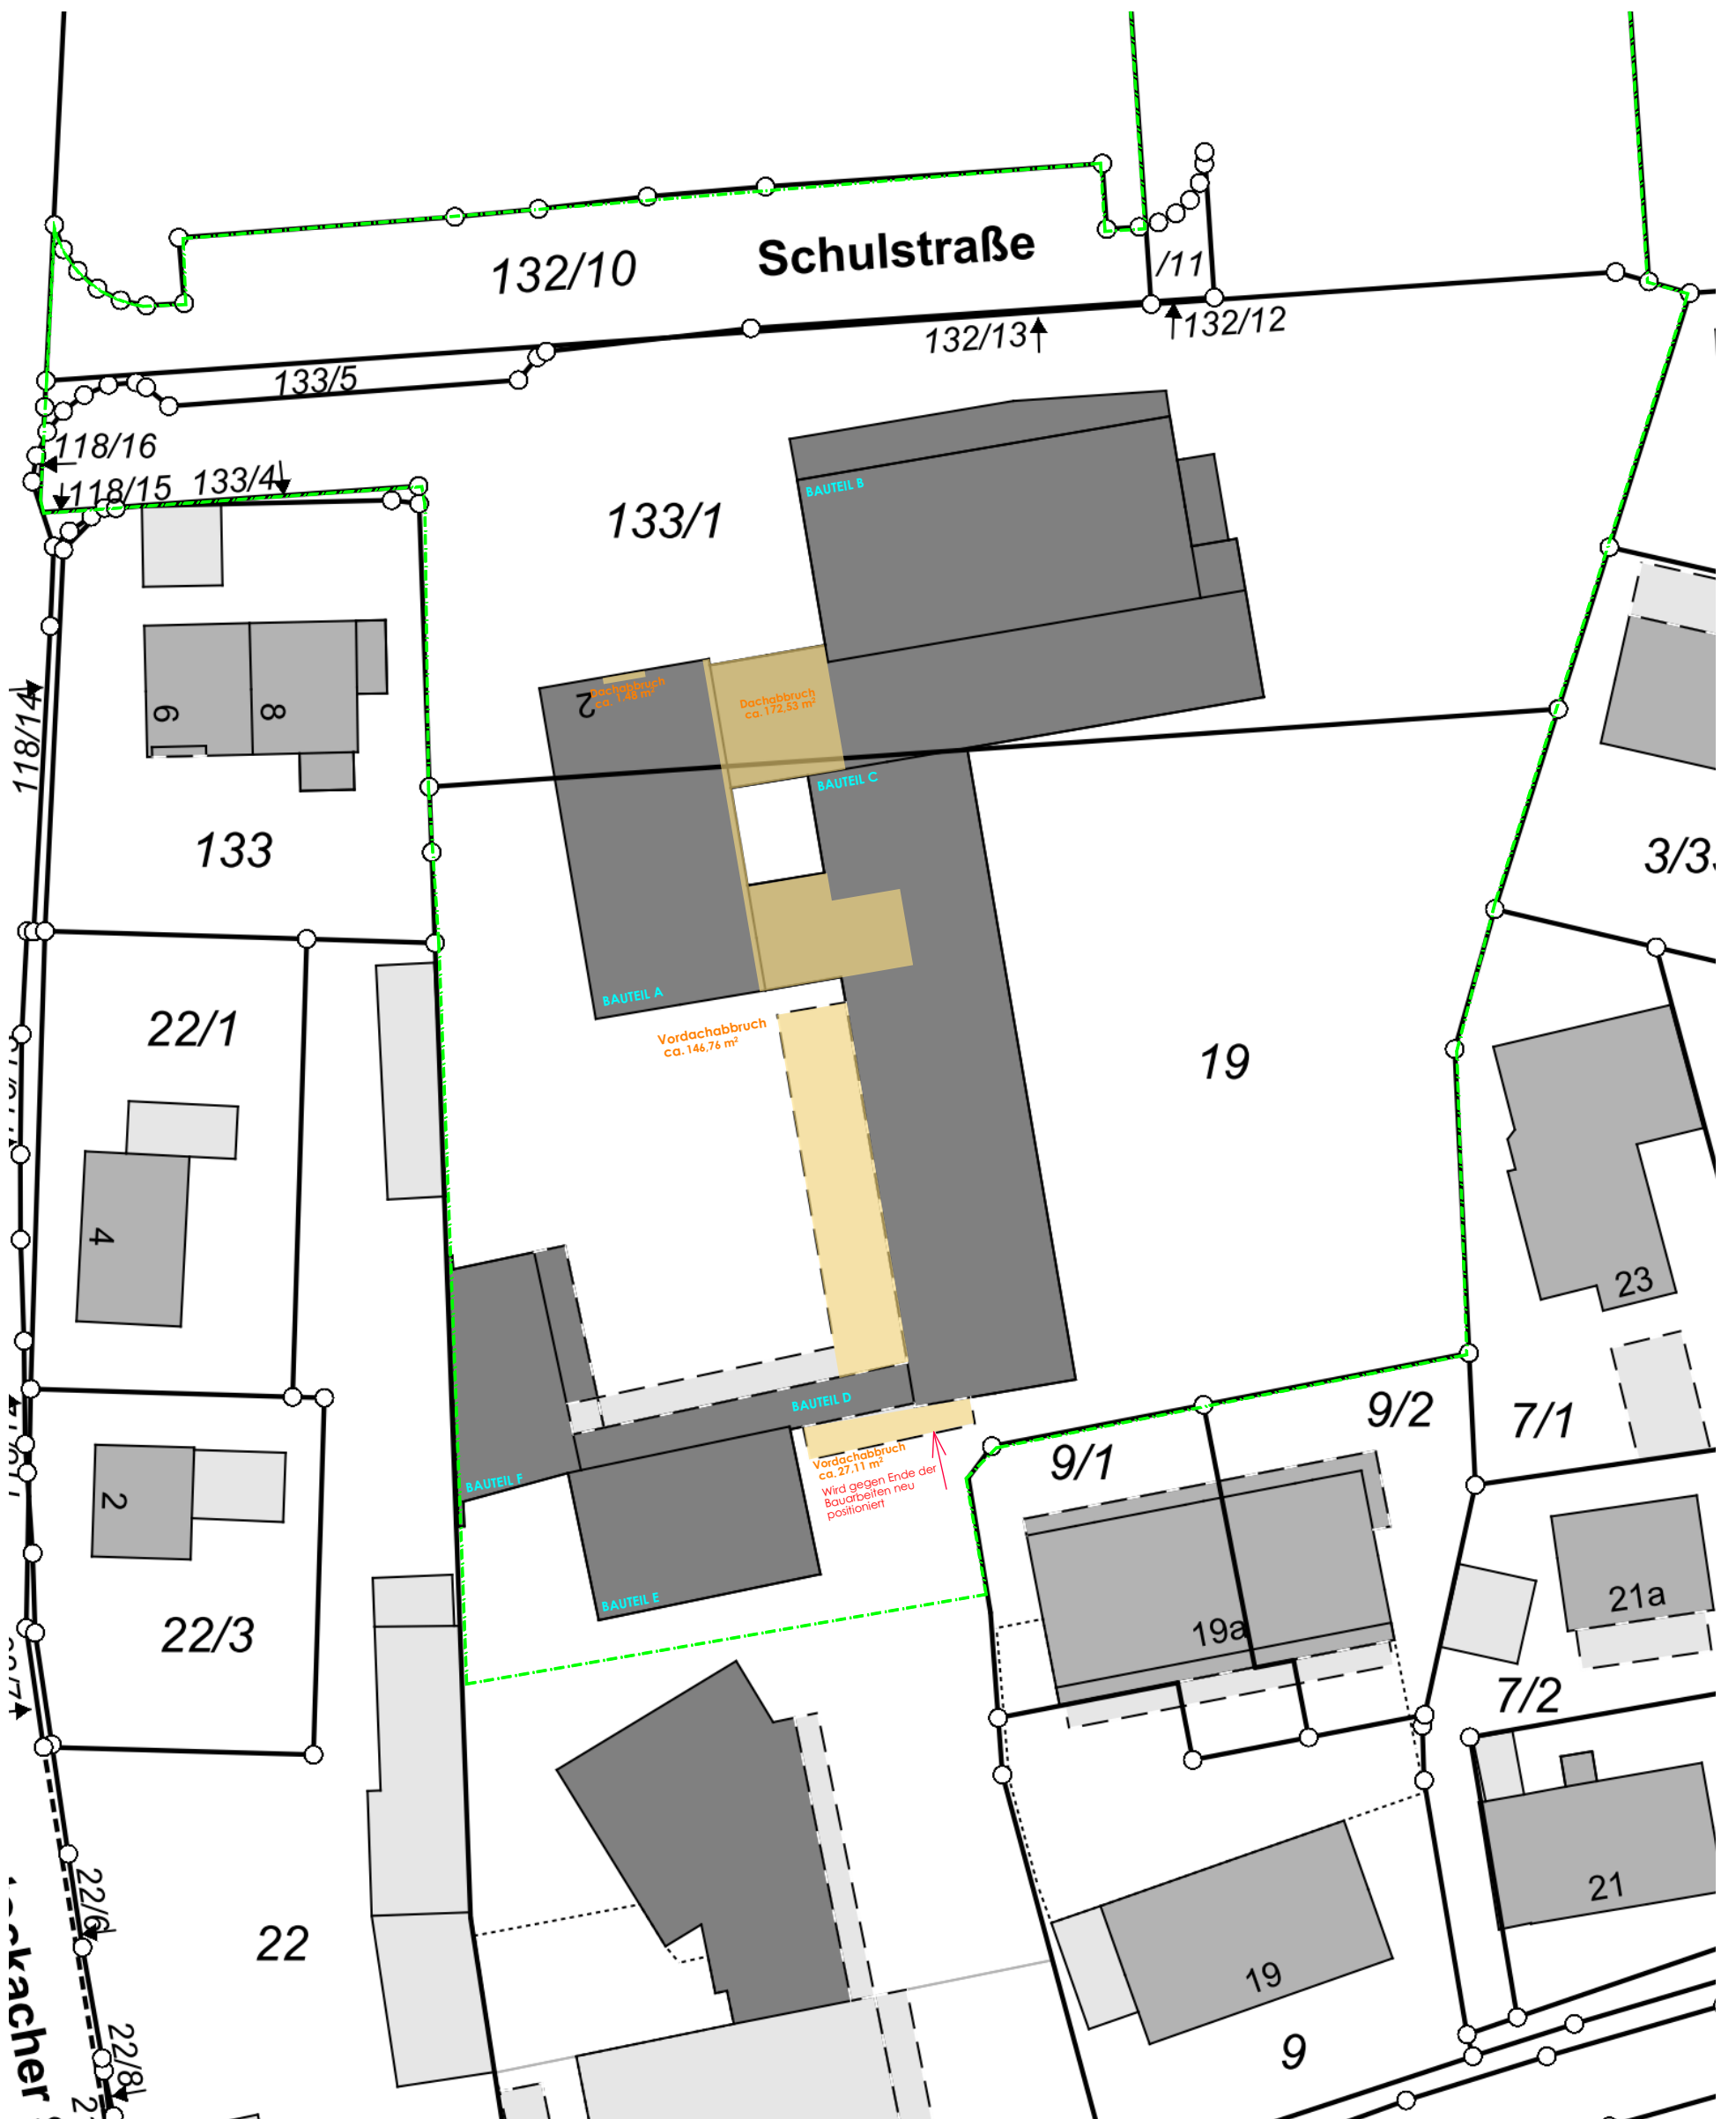 Schulstraße
132/10
/11
132/13
132/12
133/5
118/16
118/15
133/4
133/1
BAUTEIL B
2
Dachabbruch
ca. 1,48 m²
Dachabbruch
ca. 172,53 m²
6
8
118/14
BAUTEIL C
133
3/3
BAUTEIL A
Vordachabbruch
ca. 146,76 m²
22/1
19
4
23
BAUTEIL D
9/2
7/1
9/1
Vordachabbruch
ca. 27,11 m²
Wird gegen Ende der
Bauarbeiten neu
positioniert
BAUTEIL F
2
BAUTEIL E
22/3
19a
21a
7/2
22/6
22
21
19
9
22/8